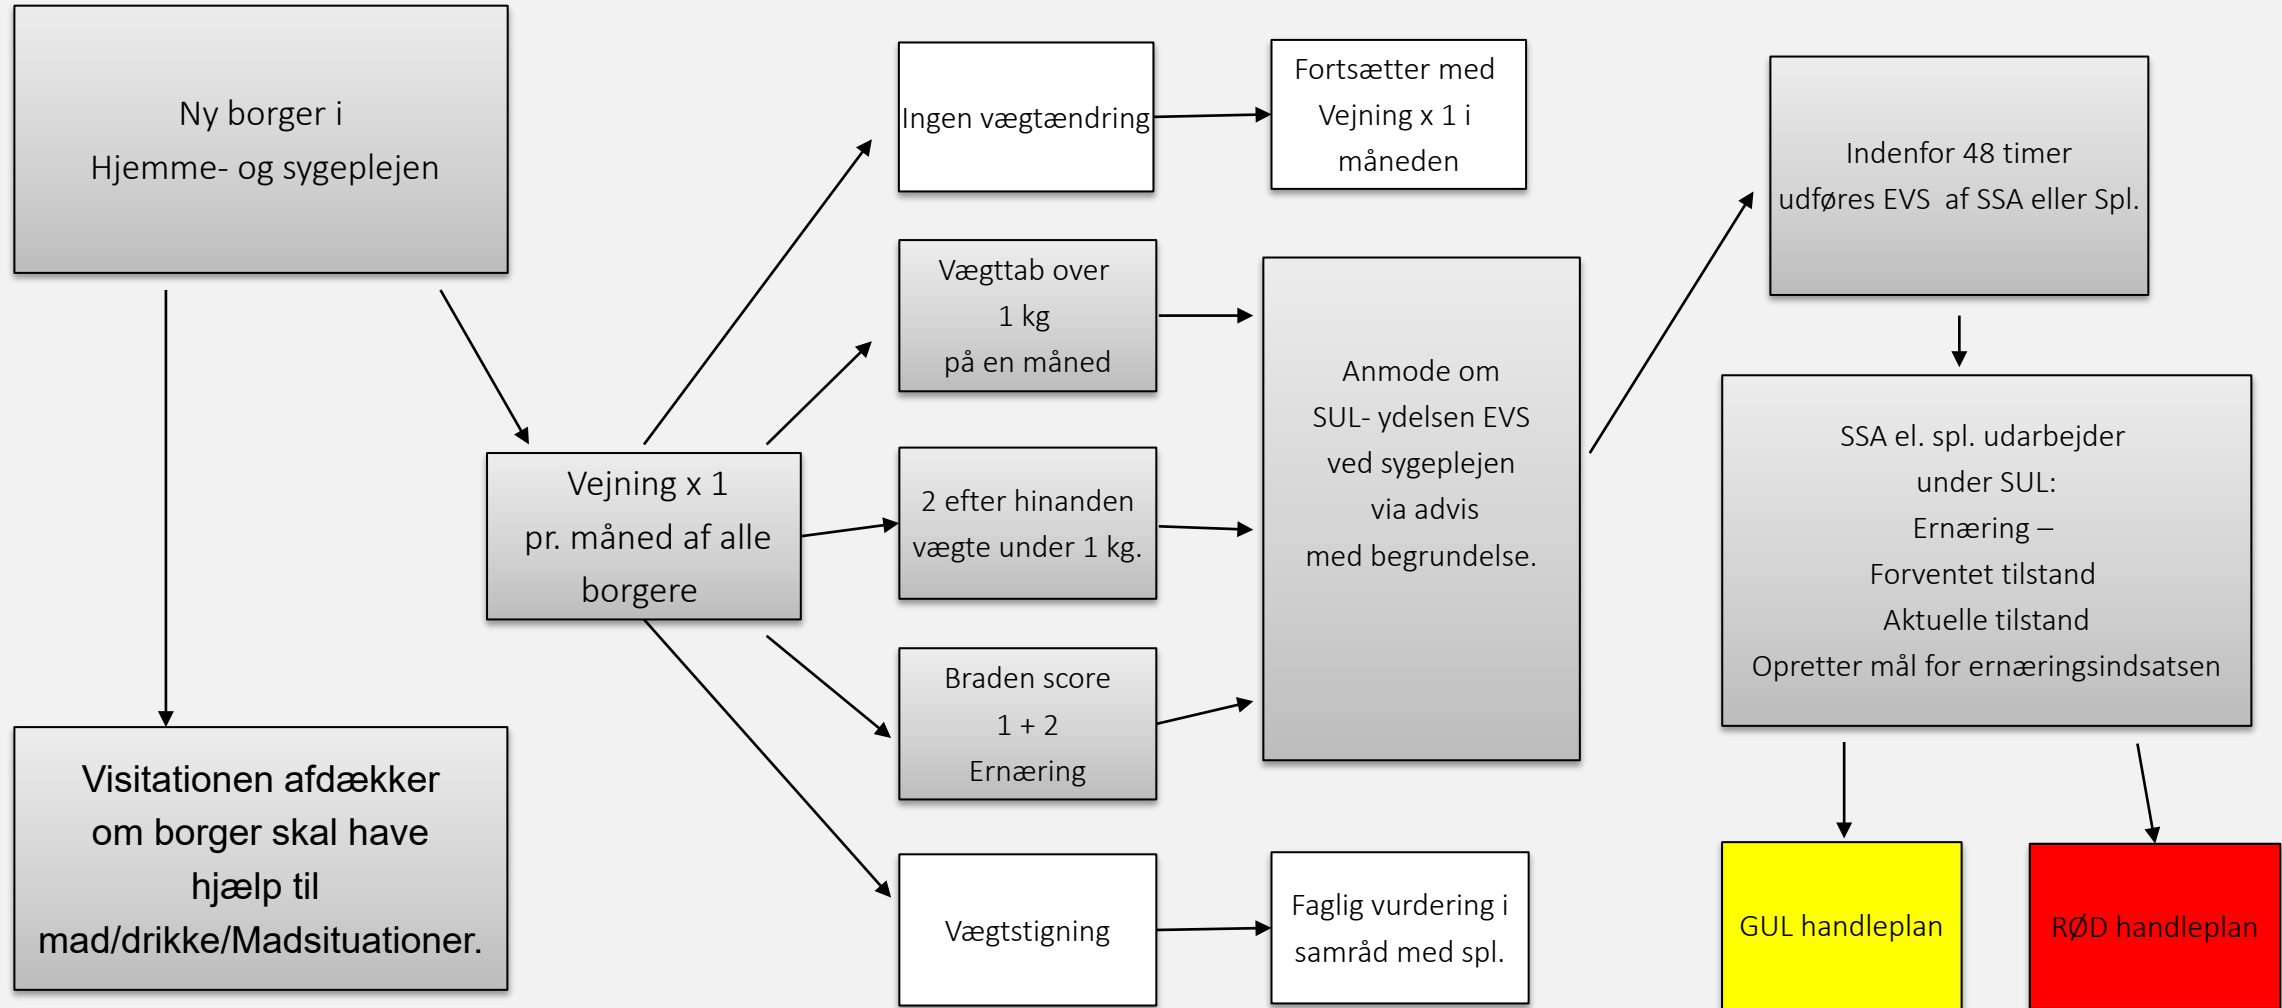 Ny borger i
Hjemme- og sygeplejen
Visitationen afdækker
om borger skal have
hjælp til
mad/drikke/Madsituationer.
Vejning x 1
pr. måned af alle
borgere
Ingen vægtændring
Fortsætter med
Vejning x 1 i
måneden
Vægttab over
1 kg
på en måned
2 efter hinanden
vægte under 1 kg.
Braden score
1 + 2
Ernæring
Vægtstigning
Faglig vurdering i
samråd med spl.
Anmode om
SUL- ydelsen EVS
ved sygeplejen
via advis
med begrundelse.
Indenfor 48 timer
udføres EVS  af SSA eller Spl.
SSA el. spl. udarbejder
under SUL:
Ernæring –
Forventet tilstand
Aktuelle tilstand
Opretter mål for ernæringsindsatsen
GUL handleplan
RØD handleplan